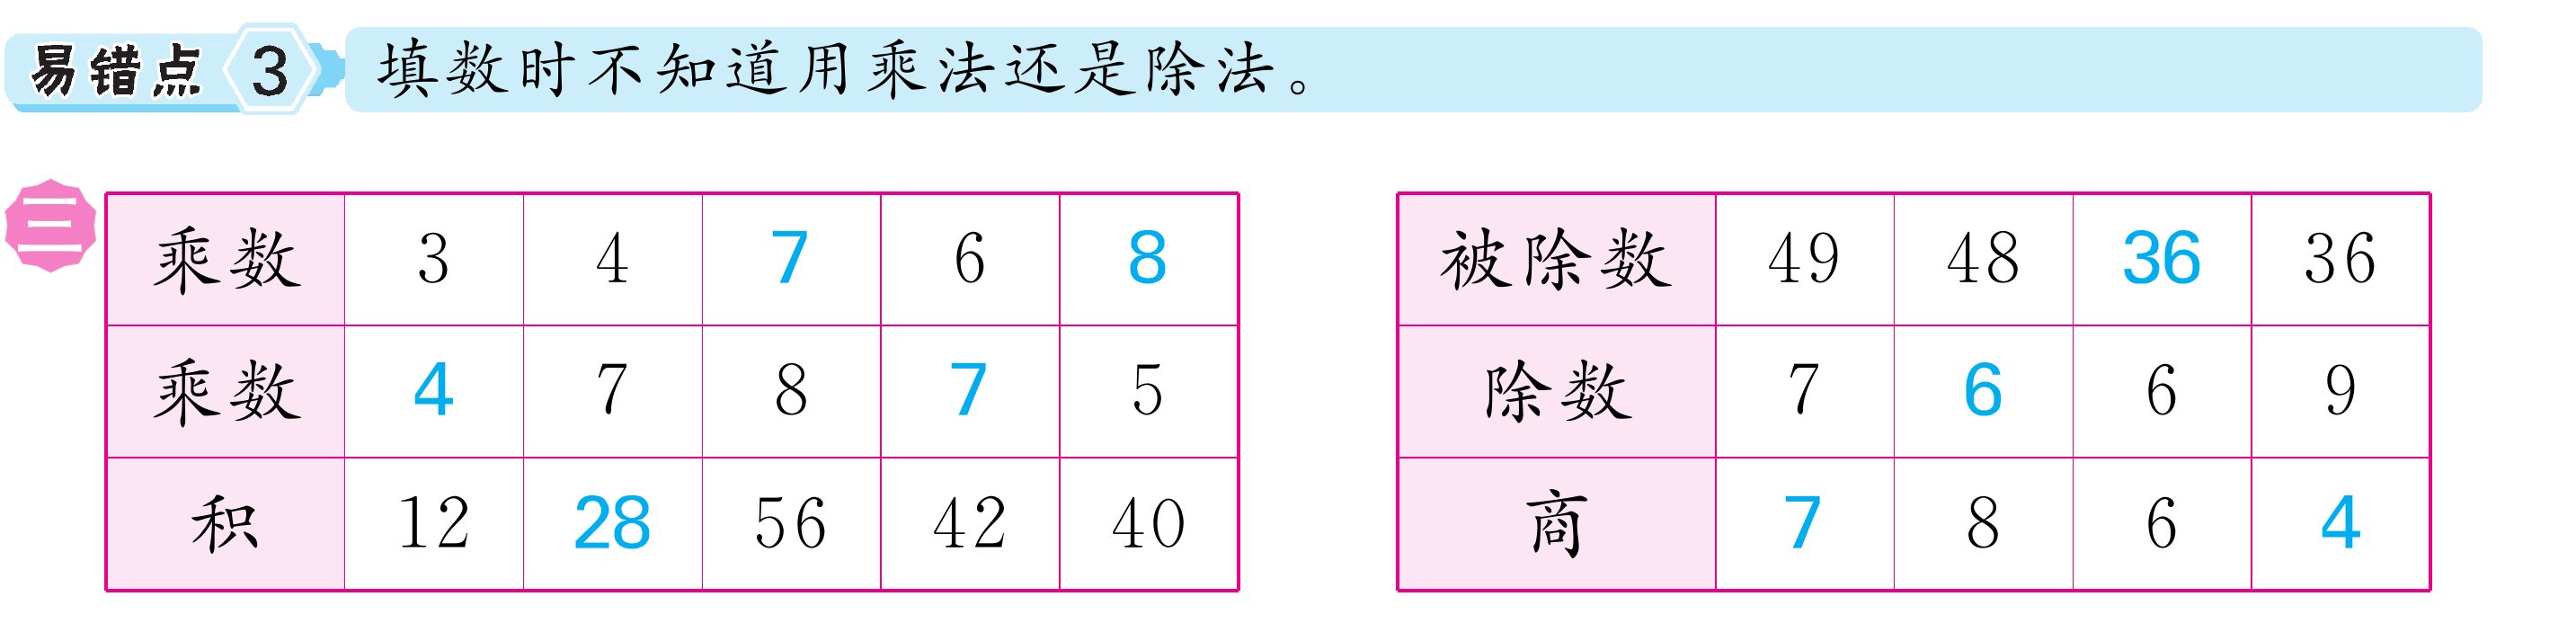 易错点 3 填数时不知道用乘法还是除法。
三
乘数 3 4 7 6 8
乘数 4 7 8 7 5
积 12 28 56 42 40
被除数 49 48 36 36
除数 7 6 6 9
商 7 8 6 4